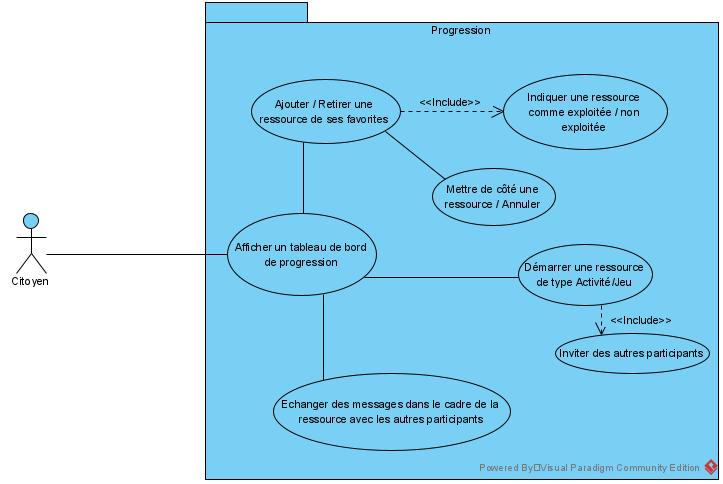 Progression
Ajouter / Retirer une
ressource de ses favorites
<<Include>>
Indiquer une ressource
comme exploitée / non
exploitée
Mettre de côté une
ressource / Annuler
Citoyen
Afficher un tableau de bord
de progression
Démarrer une ressource
de type Activité/Jeu
<<Include>>
Inviter des autres participants
Echanger des messages dans le cadre de la
ressource avec les autres participants
Powered By Visual Paradigm Community Edition